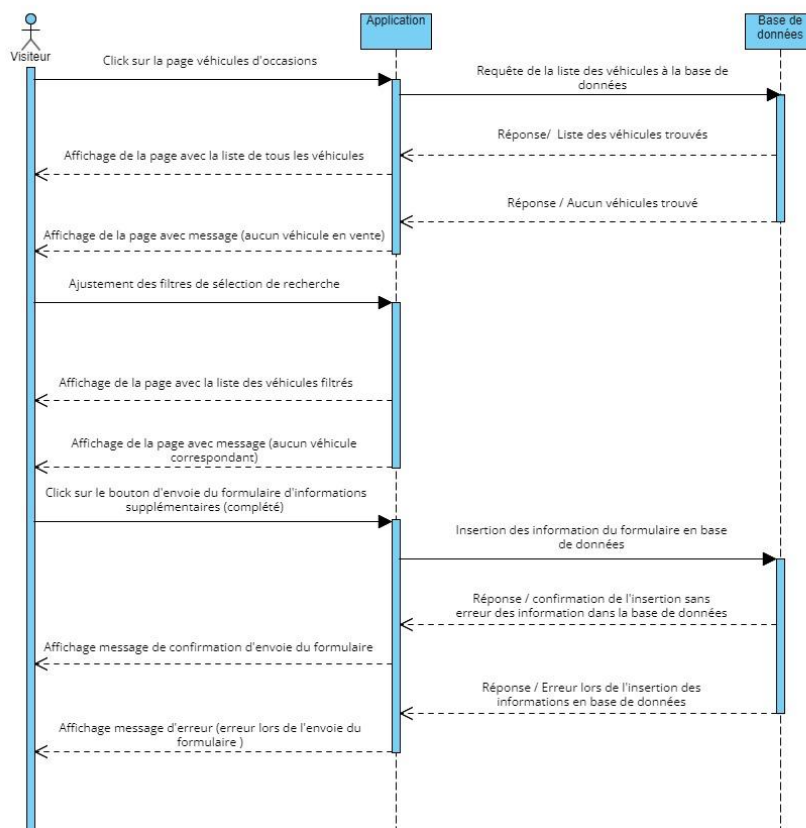 Visiteur
Application
Base de
données
Click sur la page véhicules d'occasions
Requête de la liste des véhicules à la base de
données
Réponse/ Liste des véhicules trouvés
Affichage de la page avec la liste de tous les véhicules
Réponse / Aucun véhicules trouvé
Affichage de la page avec message (aucun véhicule en vente)
Ajustement des filtres de sélection de recherche
Affichage de la page avec la liste des véhicules filtrés
Affichage de la page avec message (aucun véhicule
correspondant)
Click sur le bouton d'envoie du formulaire d'informations
supplémentaires (complété)
Insertion des information du formulaire en base
de données
Réponse / confirmation de l'insertion sans
erreur des information dans la base de données
Affichage message de confirmation d'envoie du formulaire
Réponse / Erreur lors de l'insertion des
informations en base de données
Affichage message d'erreur (erreur lors de l'envoie du
formulaire )